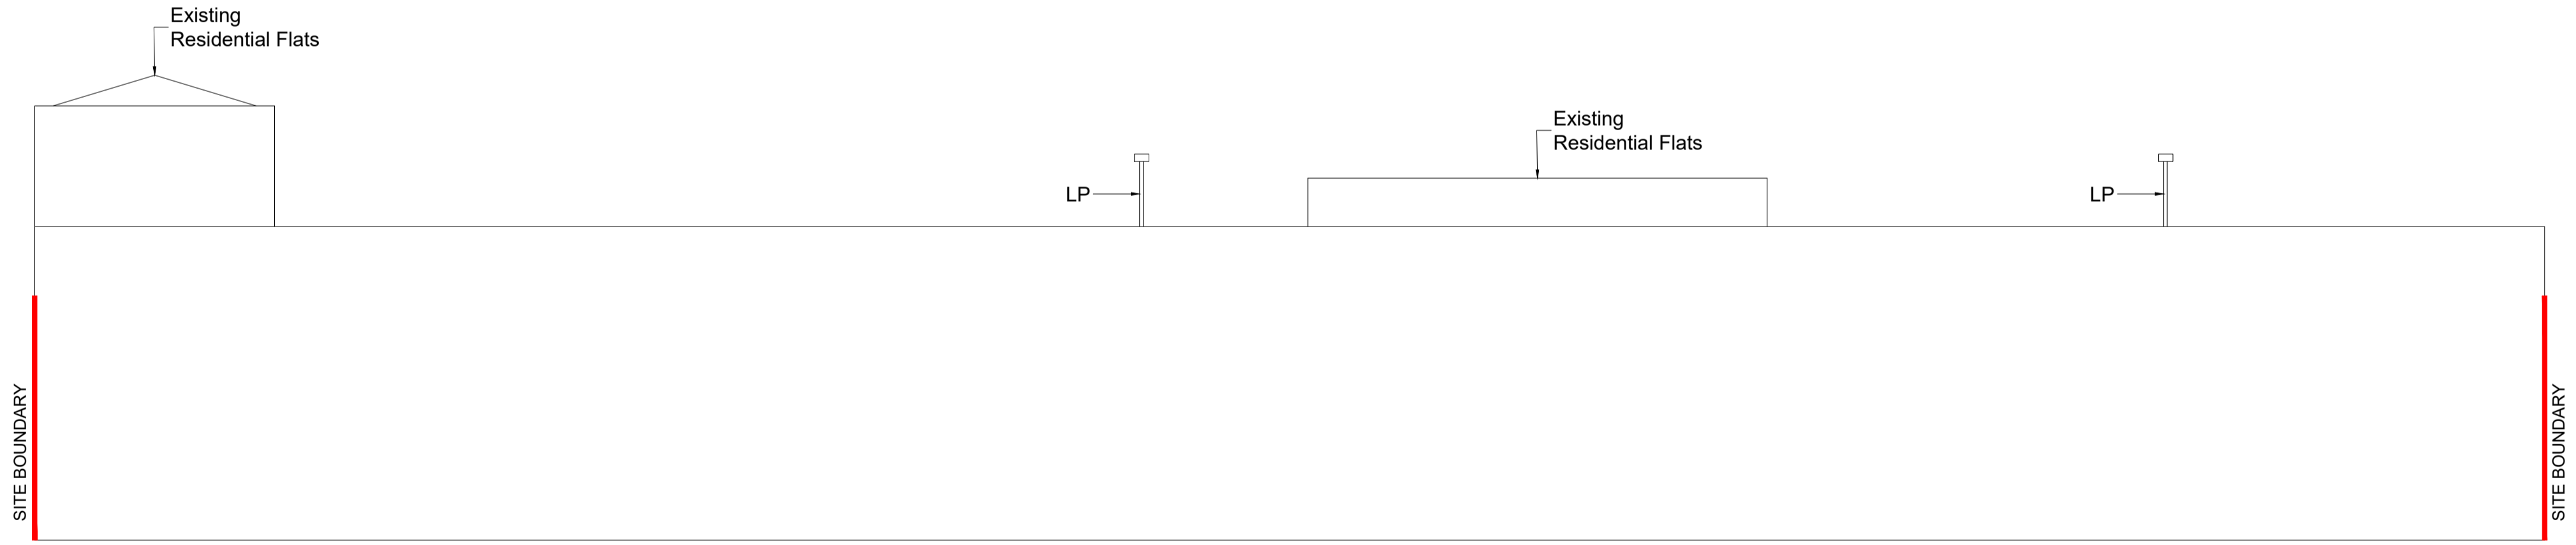 Existing
Residential Flats
Existing
Residential Flats
LP
LP
SITE BOUNDARY
SITE BOUNDARY